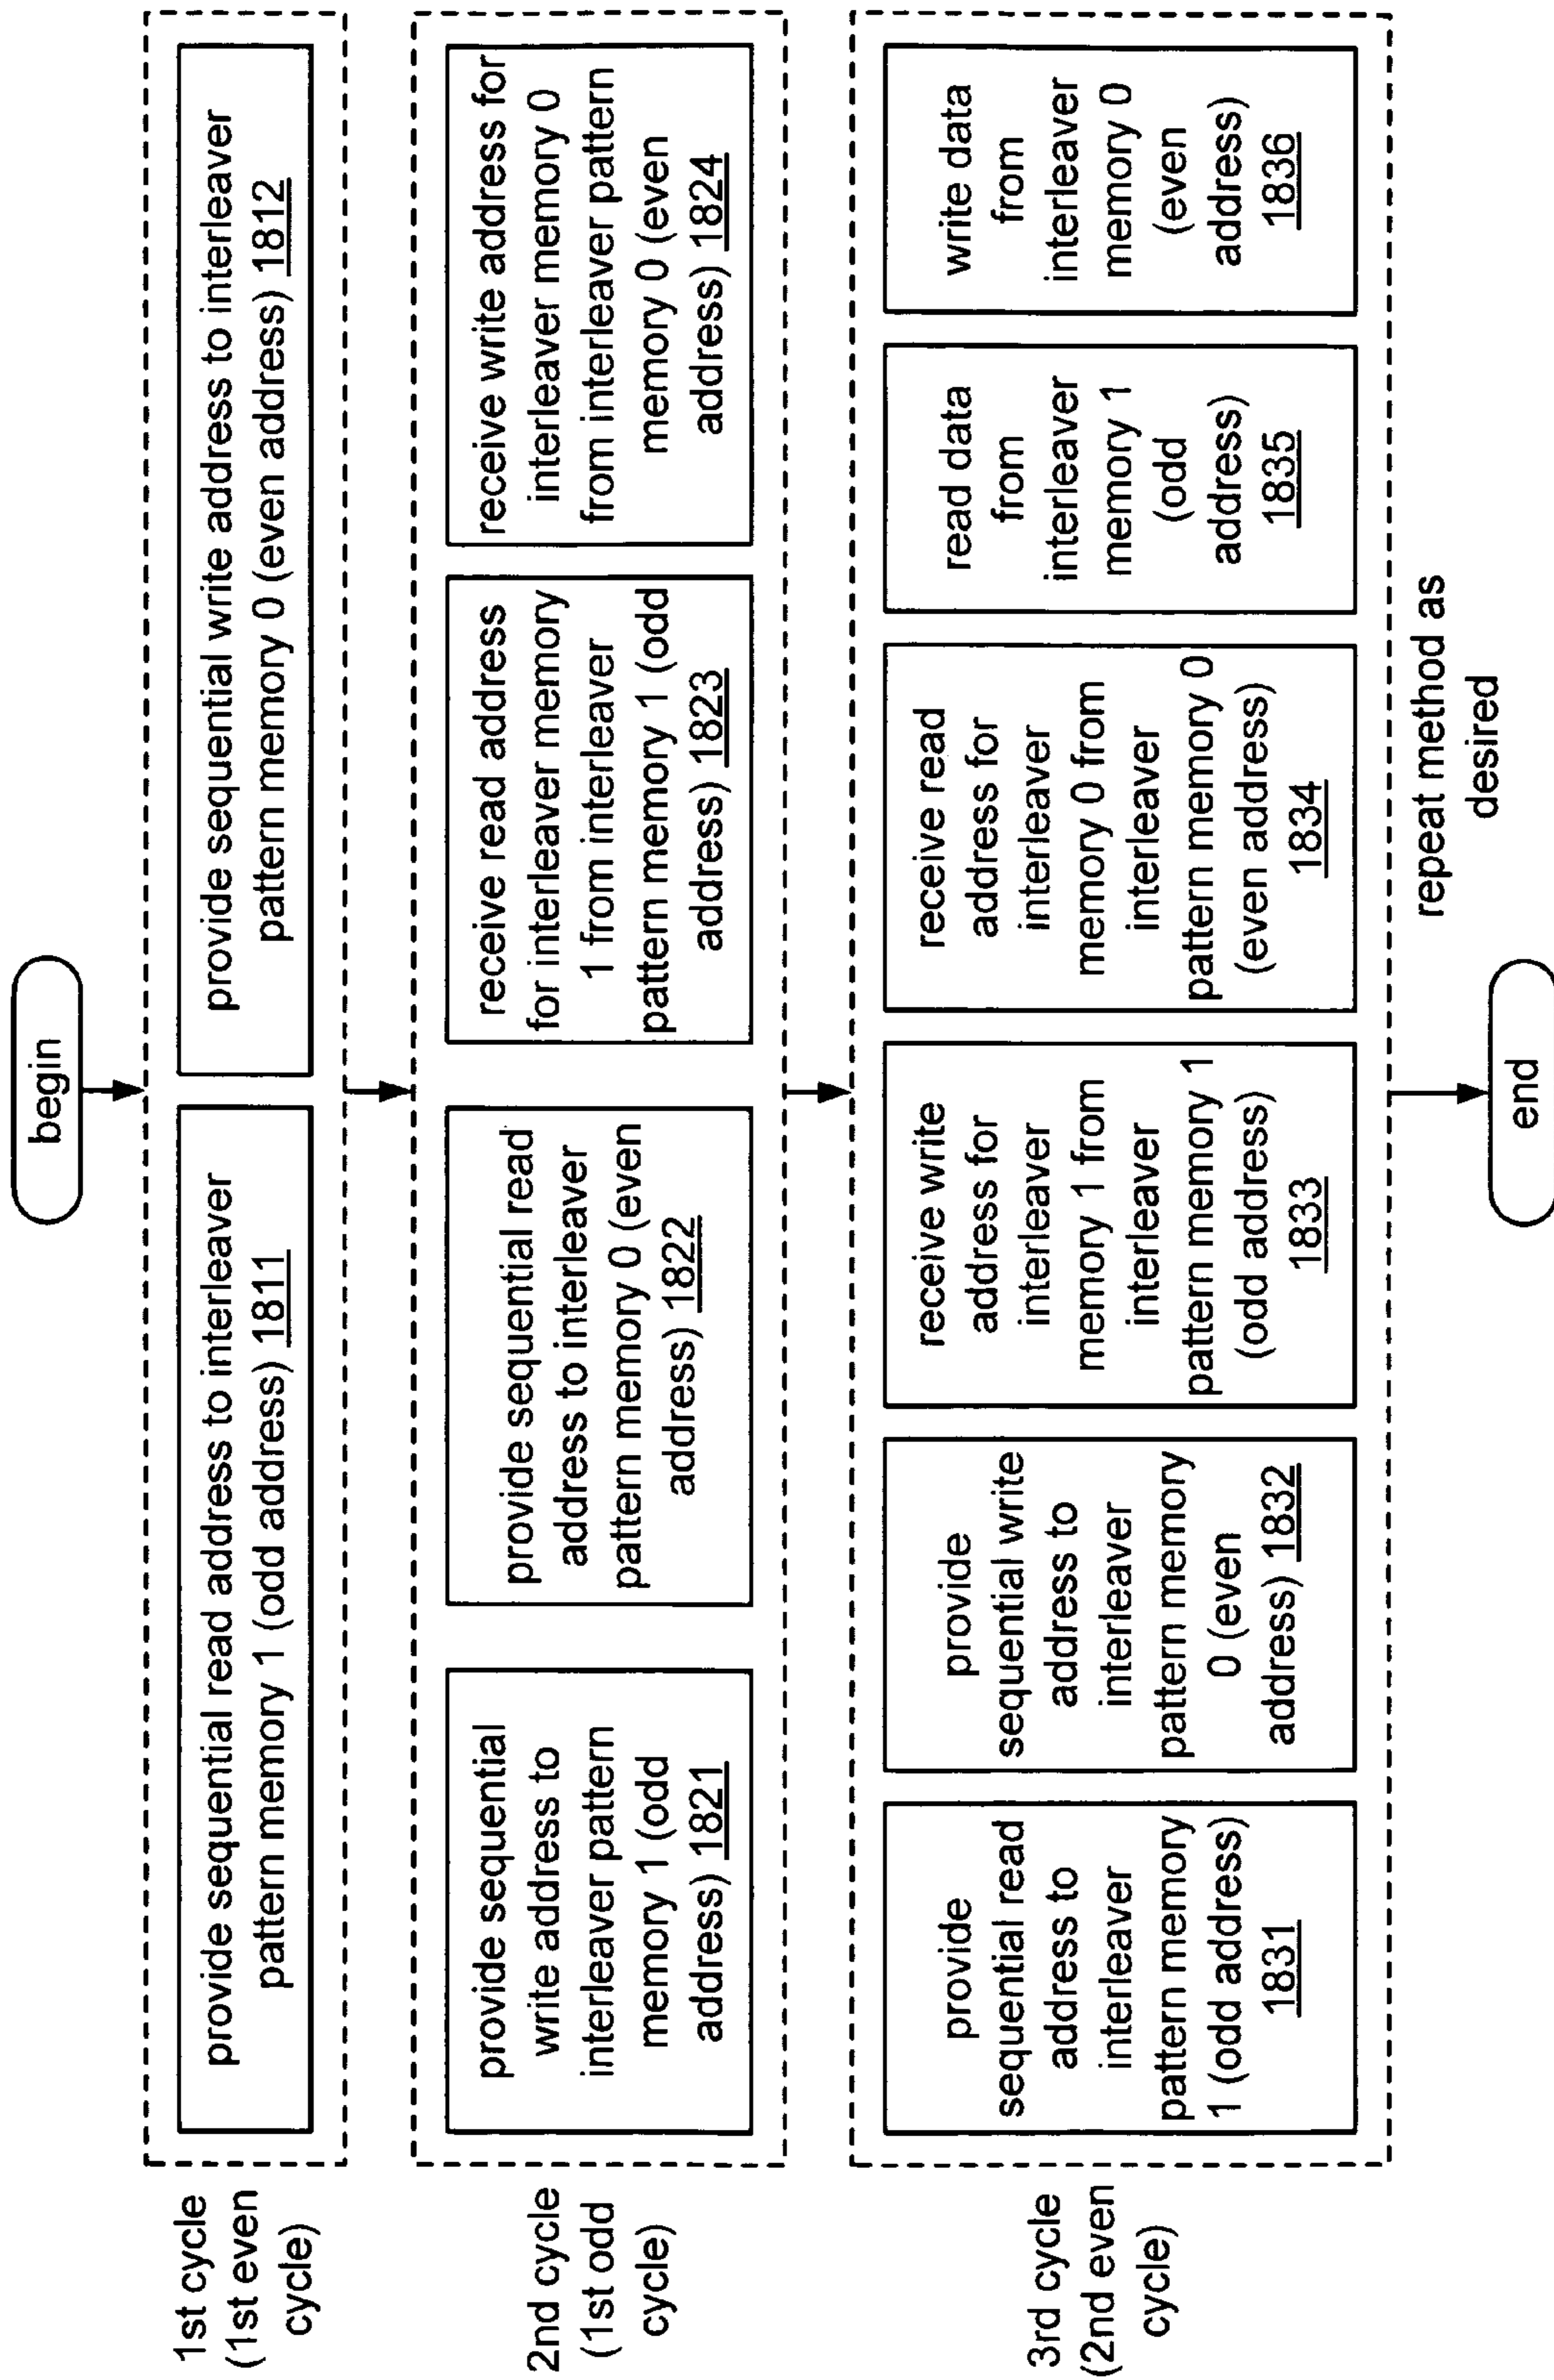 begin
1st cycle
(1st even
cycle)
provide sequential read address to interleaver
pattern memory 1 (odd address) 1811
provide sequential write address to interleaver
pattern memory 0 (even address) 1812
2nd cycle
(1st odd
cycle)
provide sequential
write address to
interleaver pattern
memory 1 (odd
address) 1821
provide sequential read
address to interleaver
pattern memory 0 (even
address) 1822
receive read address
for interleaver memory
1 from interleaver
pattern memory 1 (odd
address) 1823
receive write address for
interleaver memory 0
from interleaver pattern
memory 0 (even
address) 1824
3rd cycle
(2nd even
cycle)
provide
sequential read
address to
interleaver
pattern memory
1 (odd address)
1831
provide
sequential write
address to
interleaver
pattern memory
0 (even
address) 1832
receive write
address for
interleaver
memory 1 from
interleaver
pattern memory 1
(odd address)
1833
receive read
address for
interleaver
memory 0 from
interleaver
pattern memory 0
(even address)
1834
read data
from
interleaver
memory 1
(odd
address)
1835
write data
from
interleaver
memory 0
(even
address)
1836
repeat method as
desired
end